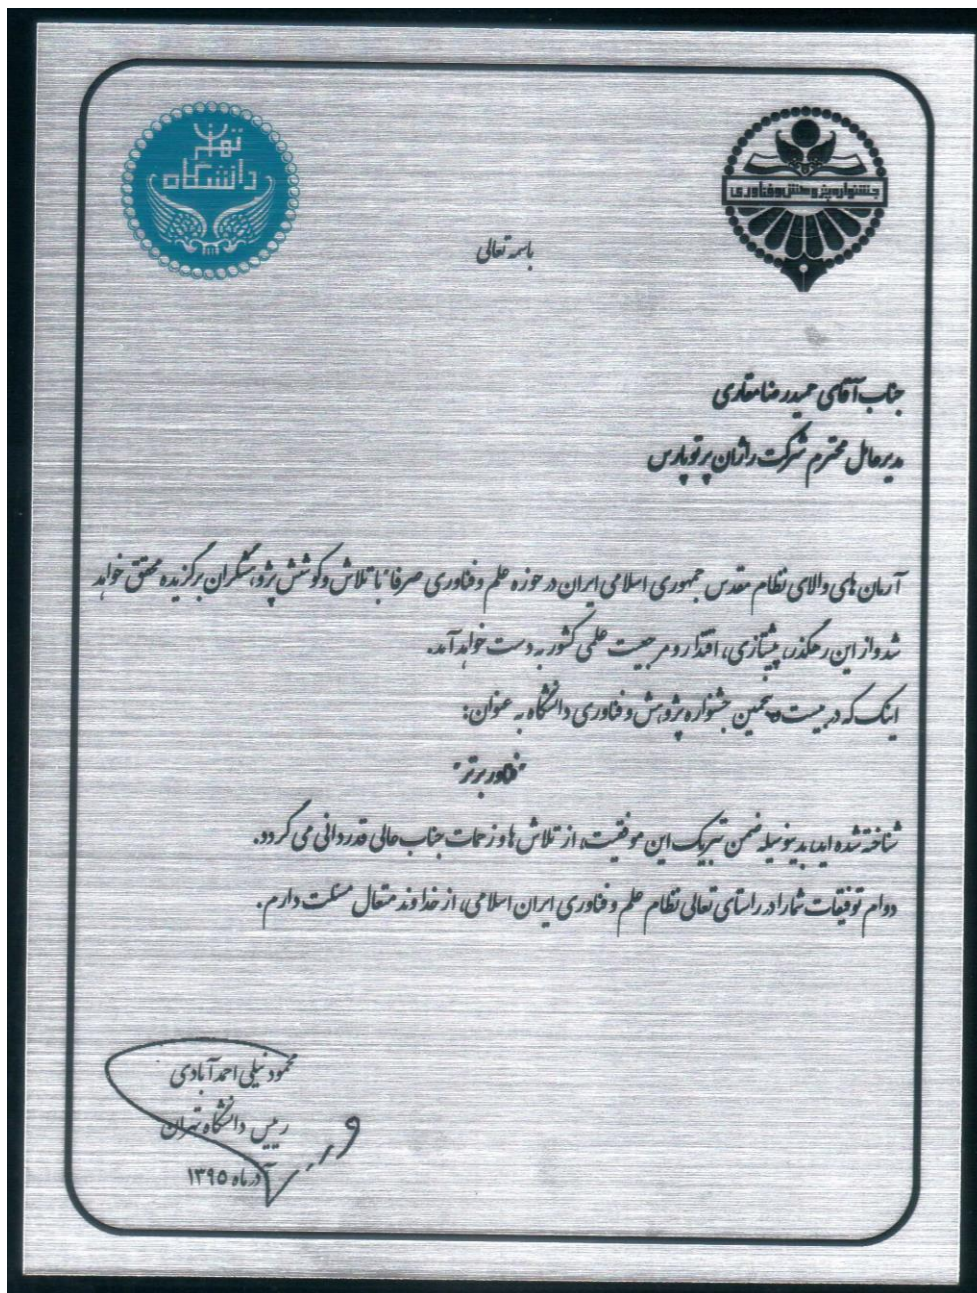 تهران
دانشگاه
جشنواره پژوهش و فناوری
باسمه تعالی
جناب آقای حمیدرضا مقاری
مدیرعامل محترم شرکت راژان پرتو پارس
آرمان های والای نظام مقدس جمهوری اسلامی ایران در حوزه علم و فناوری صرفاً با تلاش و کوشش پژوهشگران برگزیده محقق خواهد
شد و از این رهگذر، پیشتازی، اقتدار و مرجعیت علمی کشور به دست خواهد آمد.
اینک که در بیست و پنجمین جشنواره پژوهش و فناوری دانشگاه به عنوان:
"فناور برتر"
شناخته شده اید، بدینوسیله ضمن تبریک این موفقیت، از تلاش ها و زحمات جناب عالی قدردانی می گردد.
دوام توفیقات شما را در راستای تعالی نظام علم و فناوری ایران اسلامی، از خداوند متعال مسئلت دارم.
محمود نیلی احمدآبادی
رییس دانشگاه تهران
آذرماه ۱۳۹۵